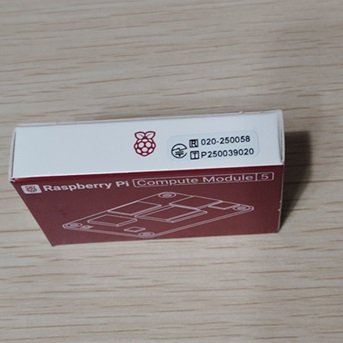 R 020-250058
T P250039020
Raspberry Pi Compute Module 5